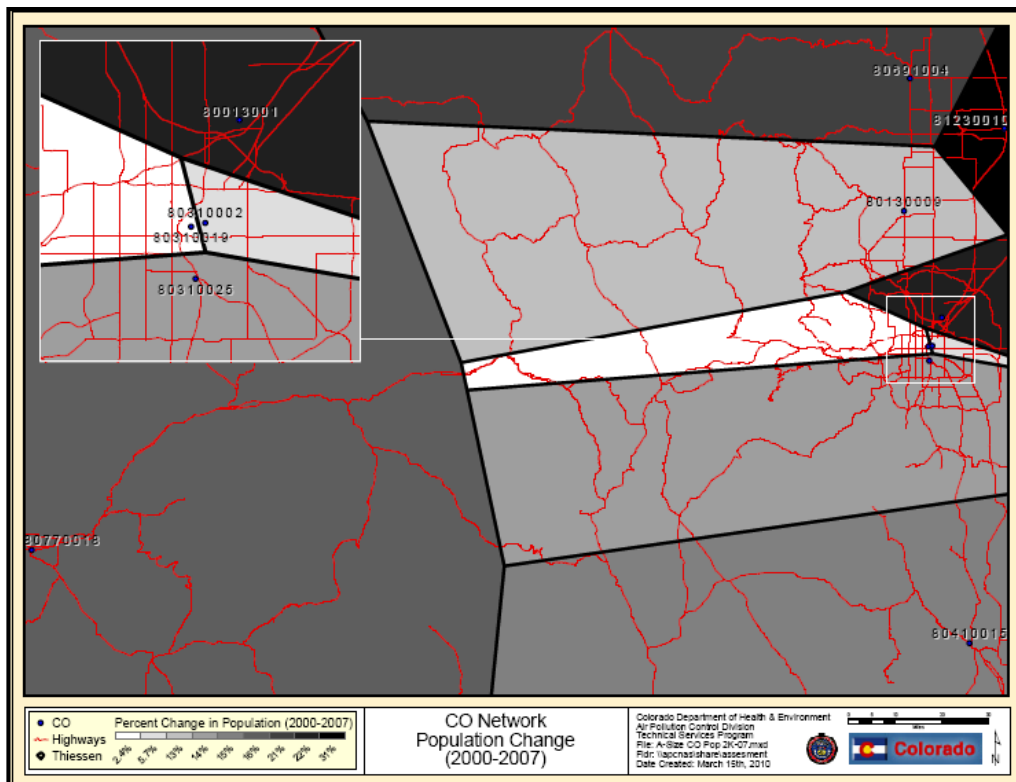 80013001
80310002
80310019
80310025
80691004
81230010
80130009
80770018
80410015
CO
Highways
Thiessen
Percent Change in Population (2000-2007)
2.4% 5.7% 13% 14% 15% 16% 21% 22% 31%
CO Network
Population Change
(2000-2007)
Colorado Department of Health & Environment
Air Pollution Control Division
Technical Services Program
File: A-Size CO Pop 2K-07.mxd
Date Created: March 15th, 2010
Miles
Colorado
N